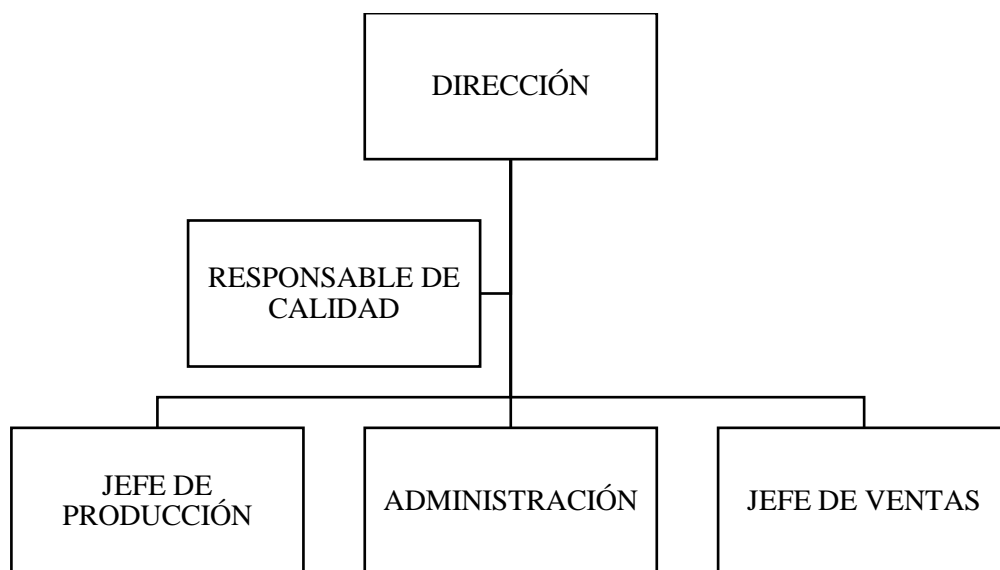 DIRECCIÓN
RESPONSABLE DE
CALIDAD
JEFE DE
PRODUCCIÓN
ADMINISTRACIÓN
JEFE DE VENTAS